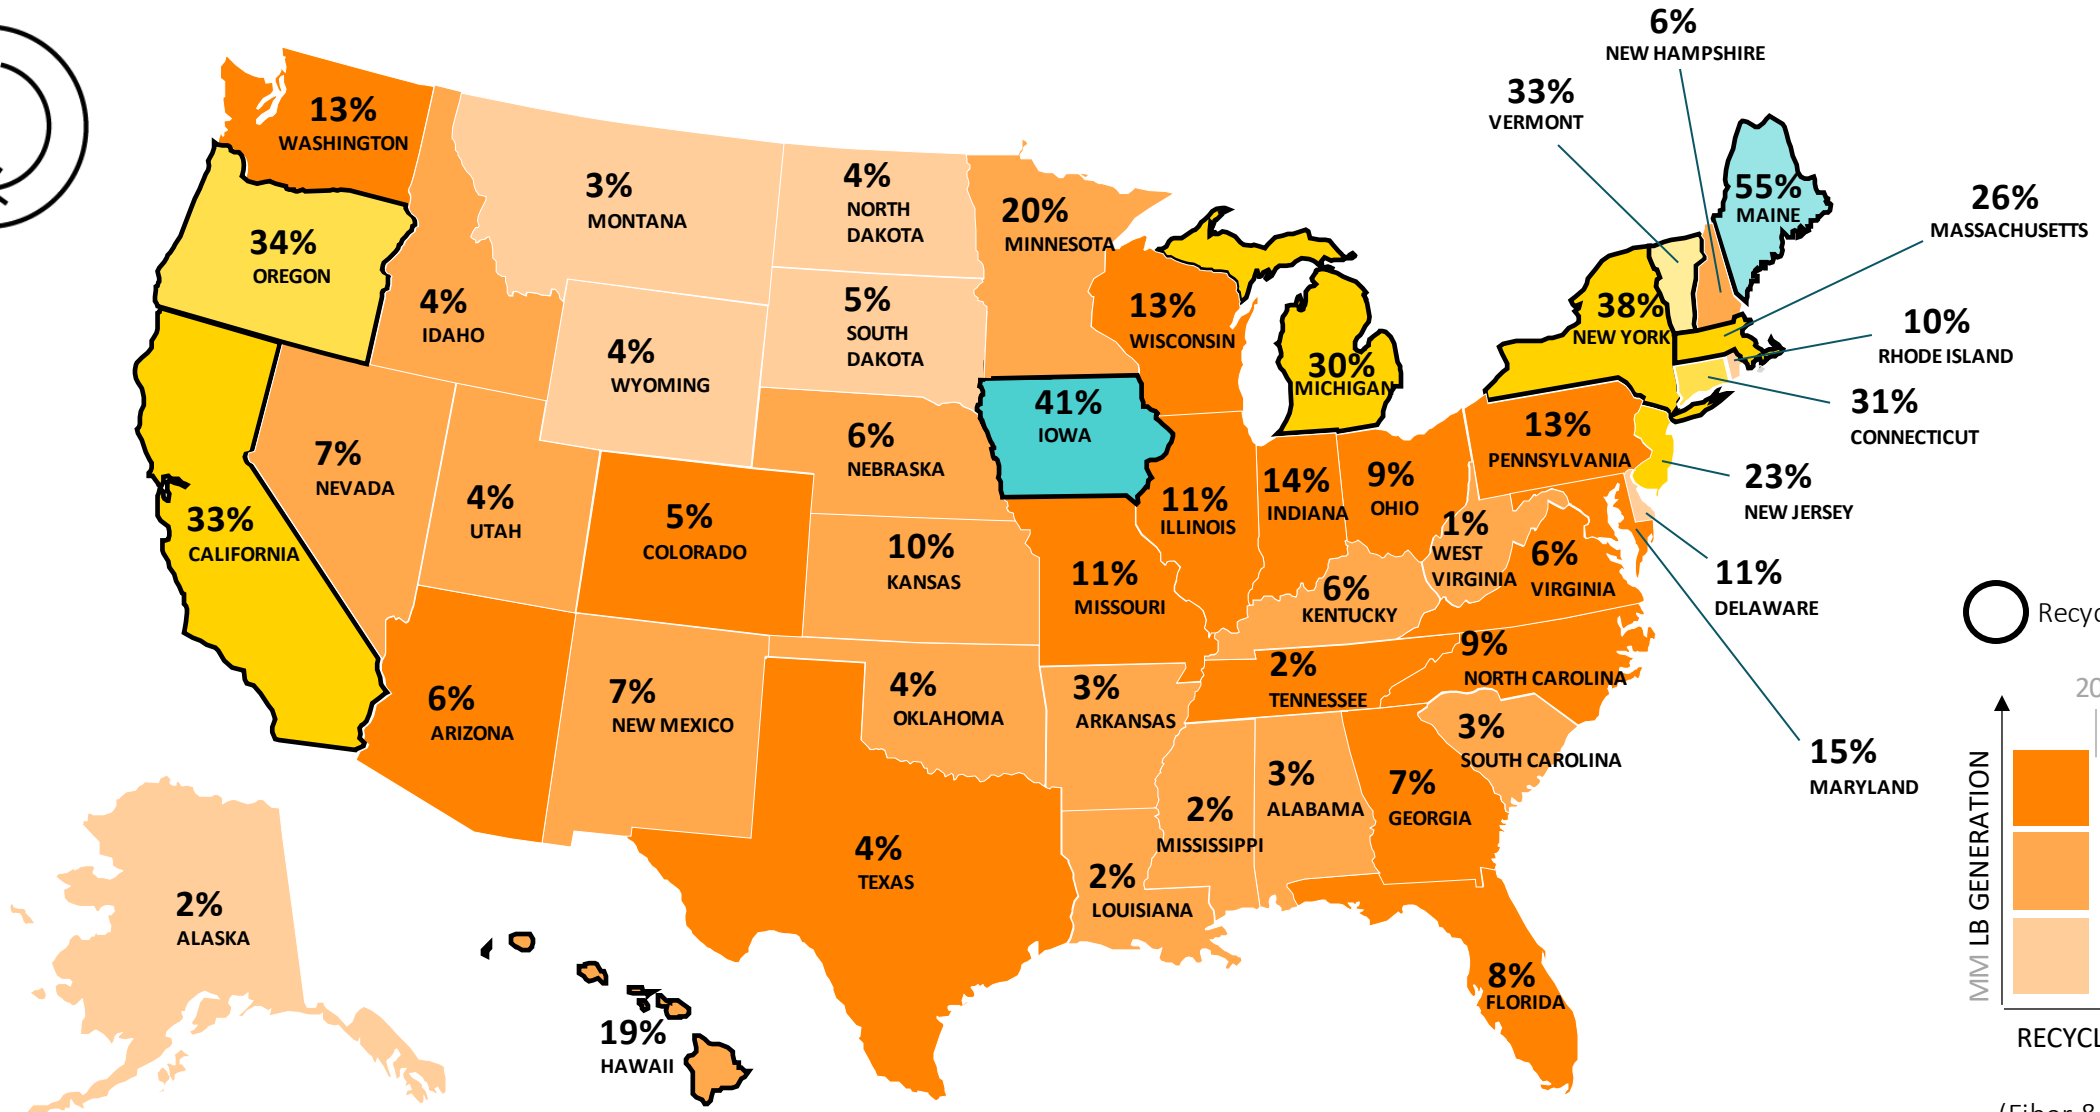 6%
NEW HAMPSHIRE
33%
VERMONT
13%
WASHINGTON
3%
MONTANA
4%
NORTH
DAKOTA
20%
MINNESOTA
55%
MAINE
26%
MASSACHUSETTS
34%
OREGON
4%
IDAHO
4%
WYOMING
5%
SOUTH
DAKOTA
13%
WISCONSIN
30%
MICHIGAN
38%
NEW YORK
10%
RHODE ISLAND
31%
CONNECTICUT
41%
IOWA
6%
NEBRASKA
13%
PENNSYLVANIA
23%
NEW JERSEY
7%
NEVADA
4%
UTAH
5%
COLORADO
10%
KANSAS
11%
MISSOURI
11%
ILLINOIS
14%
INDIANA
9%
OHIO
1%
WEST
VIRGINIA
6%
VIRGINIA
11%
DELAWARE
33%
CALIFORNIA
6%
KENTUCKY
2%
TENNESSEE
9%
NORTH CAROLINA
15%
MARYLAND
6%
ARIZONA
7%
NEW MEXICO
4%
OKLAHOMA
3%
ARKANSAS
3%
SOUTH CAROLINA
4%
TEXAS
2%
LOUISIANA
2%
MISSISSIPPI
3%
ALABAMA
7%
GEORGIA
8%
FLORIDA
2%
ALASKA
19%
HAWAII
Recyc
20
MM LB GENERATION
RECYCL